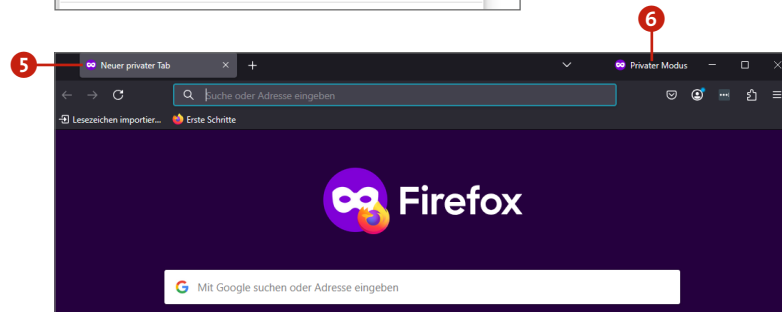 6
5
Neuer privater Tab
Privater Modus
Suche oder Adresse eingeben
Lesezeichen importier... Erste Schritte
Firefox
Mit Google suchen oder Adresse eingeben